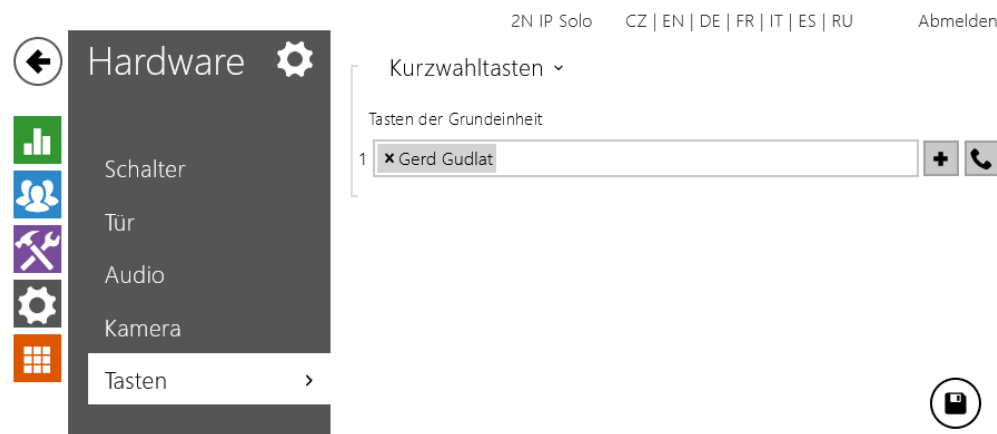 2N IP Solo CZ | EN | DE | FR | IT | ES | RU Abmelden
Hardware
Kurzwahltasten
Tasten der Grundeinheit
1 × Gerd Gudlat
Schalter
Tür
Audio
Kamera
Tasten